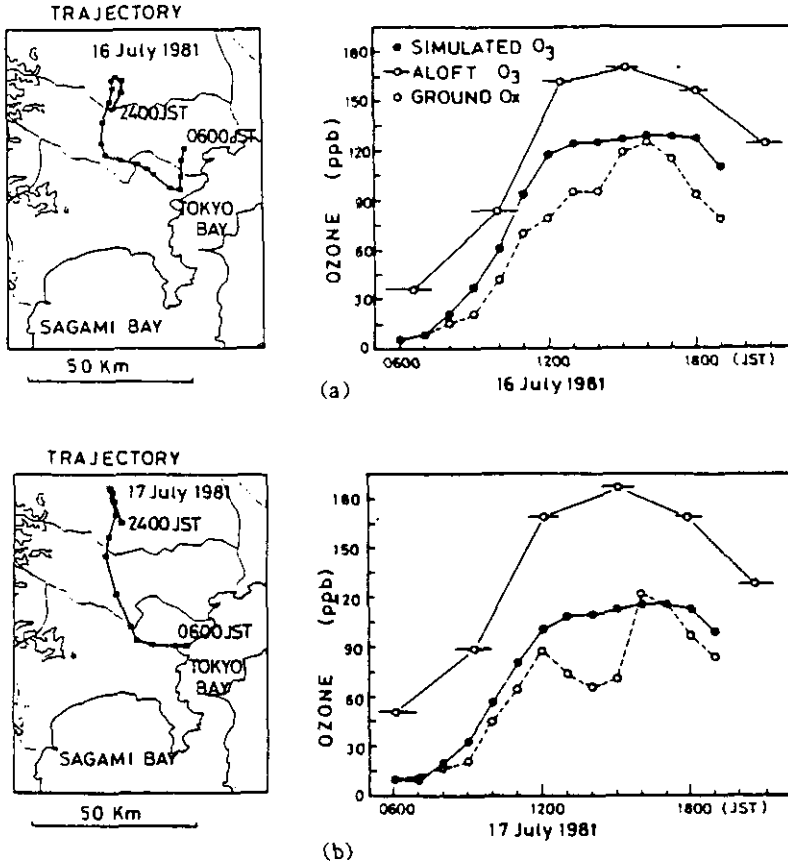 TRAJECTORY
16 July 1981
2400JST
0600JST
TOKYO
BAY
SAGAMI BAY
50 Km
OZONE (ppb)
180
150
120
90
60
30
0
SIMULATED O3
ALOFT O3
GROUND Ox
0600
1200
1800 (JST)
16 July 1981
(a)
TRAJECTORY
17 July 1981
2400JST
0600JST
TOKYO
BAY
SAGAMI BAY
50 Km
OZONE (ppb)
180
150
120
90
60
30
0
0600
1200
1800 (JST)
17 July 1981
(b)